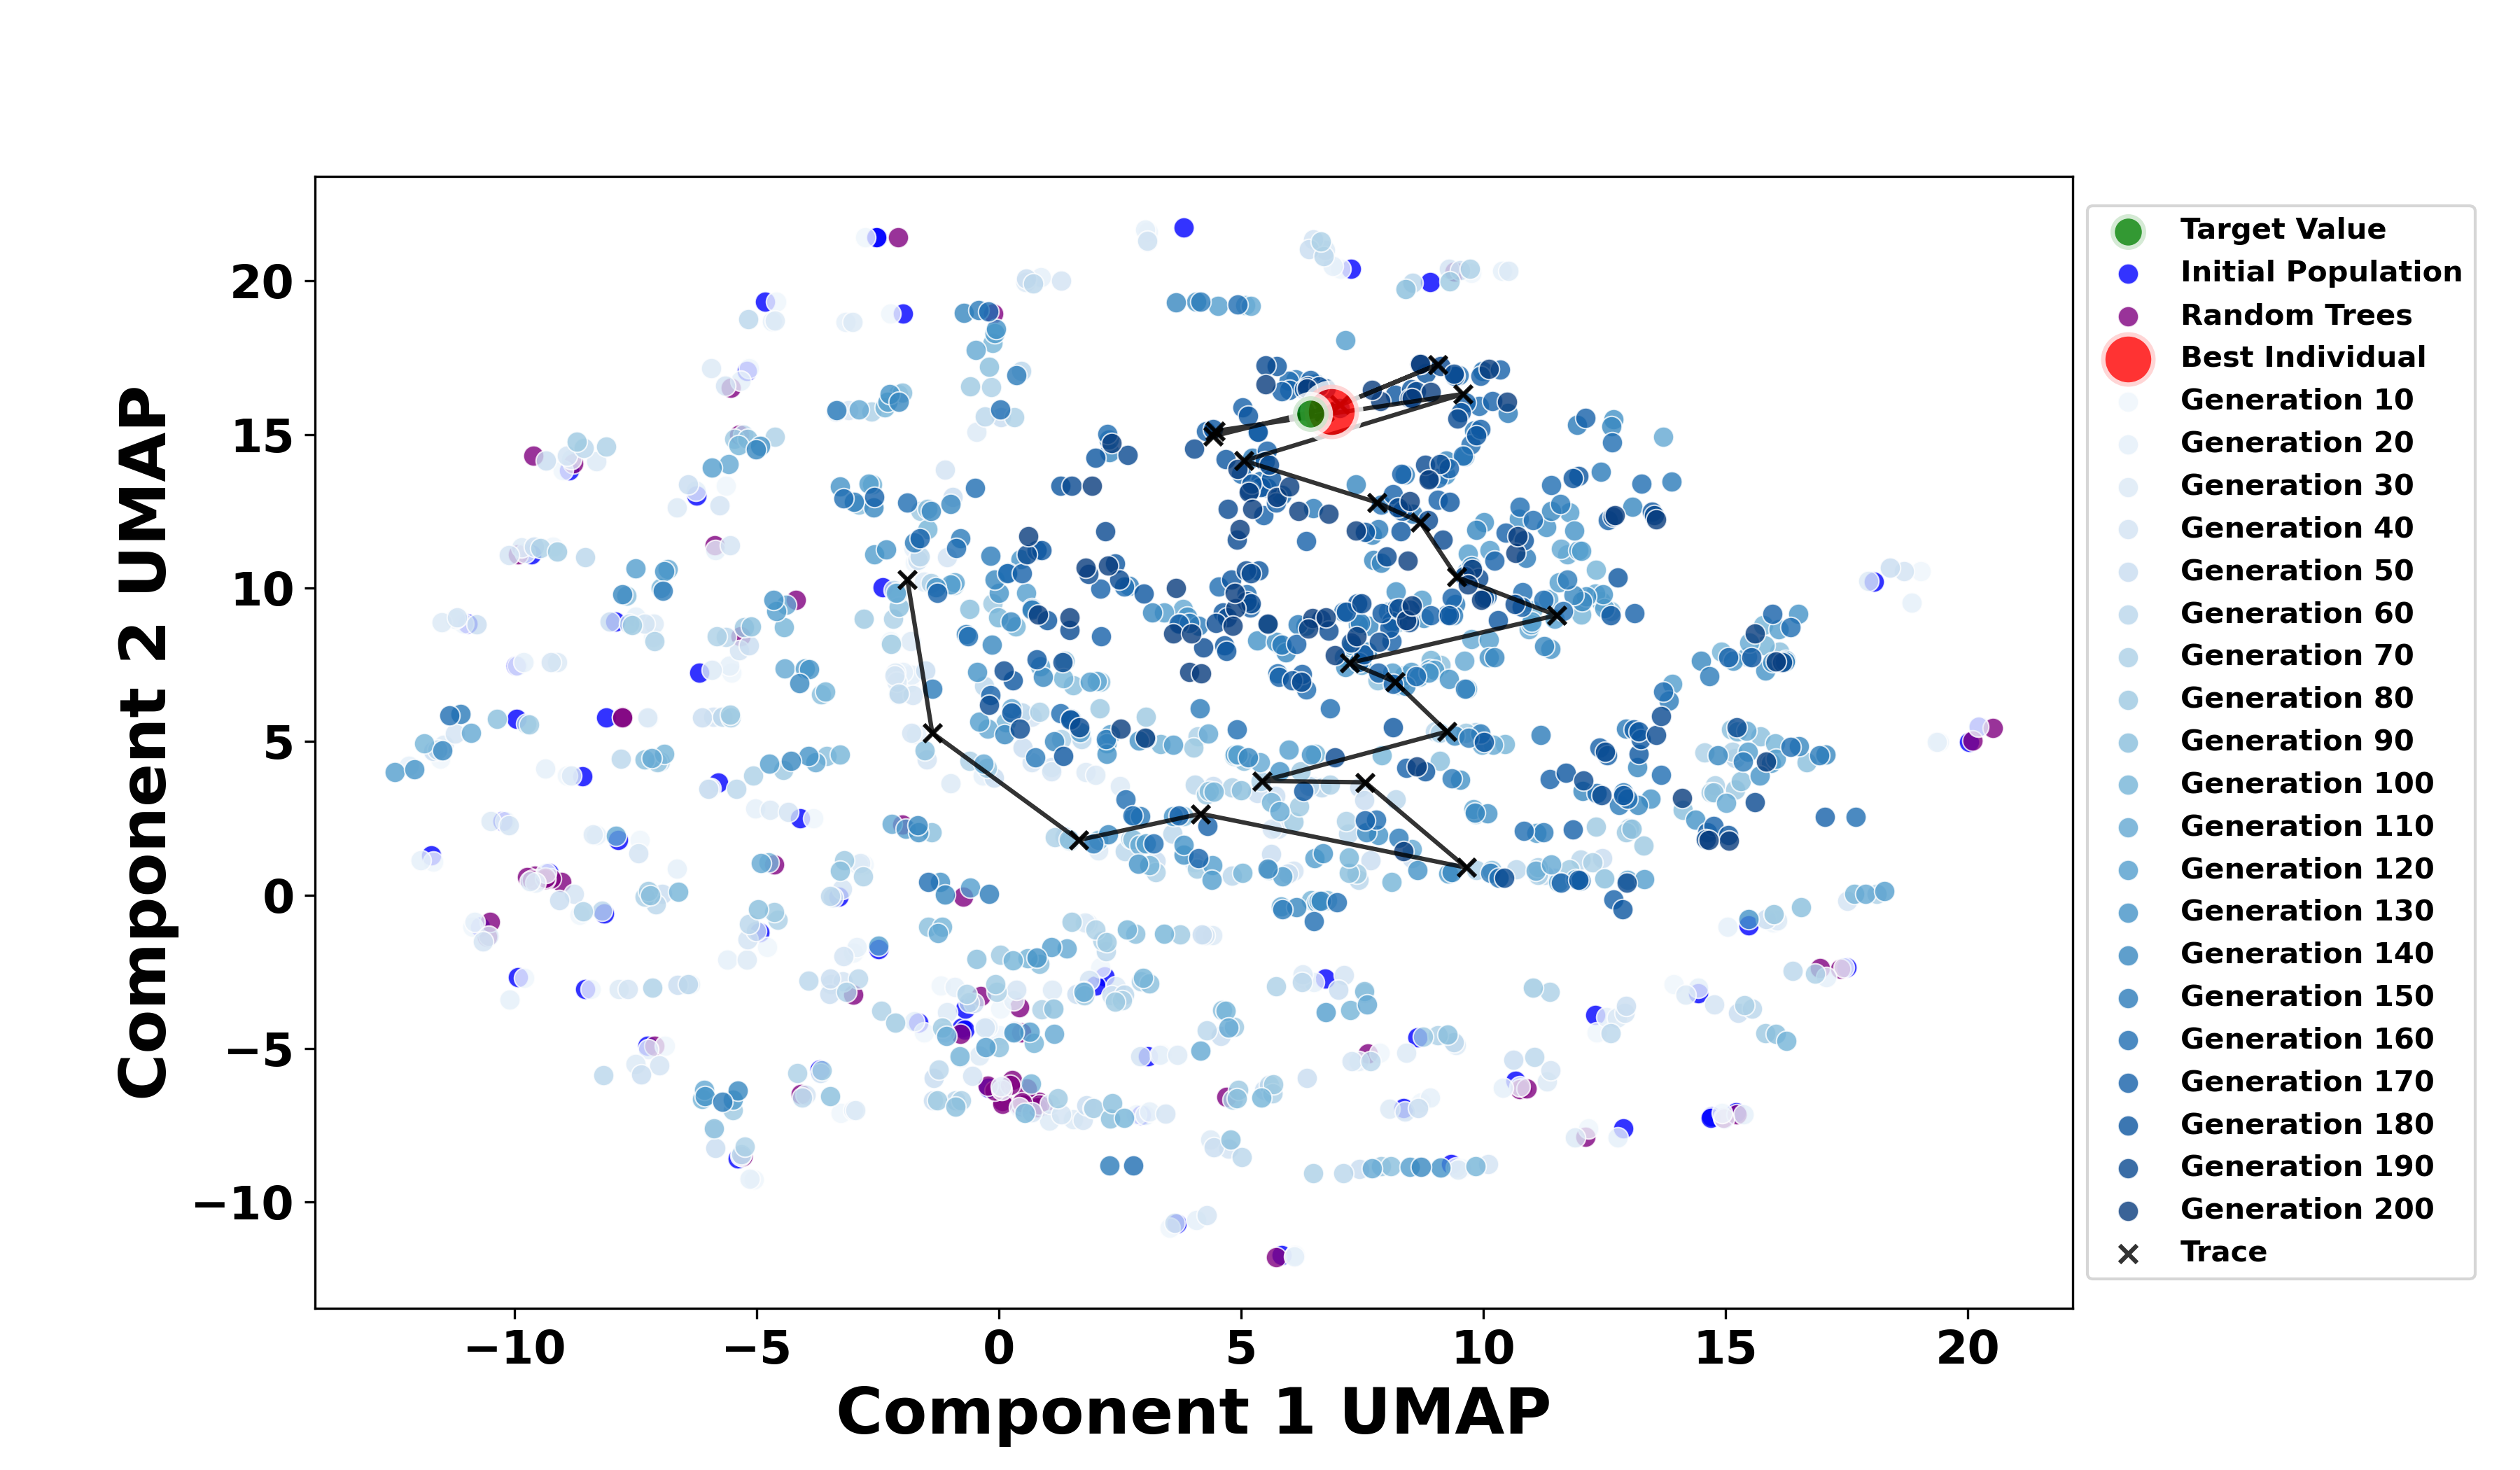 20
15
10
5
0
−5
−10
Component 2 UMAP
−10
−5
0
5
10
15
20
Component 1 UMAP
Target Value
Initial Population
Random Trees
Best Individual
Generation 10
Generation 20
Generation 30
Generation 40
Generation 50
Generation 60
Generation 70
Generation 80
Generation 90
Generation 100
Generation 110
Generation 120
Generation 130
Generation 140
Generation 150
Generation 160
Generation 170
Generation 180
Generation 190
Generation 200
Trace